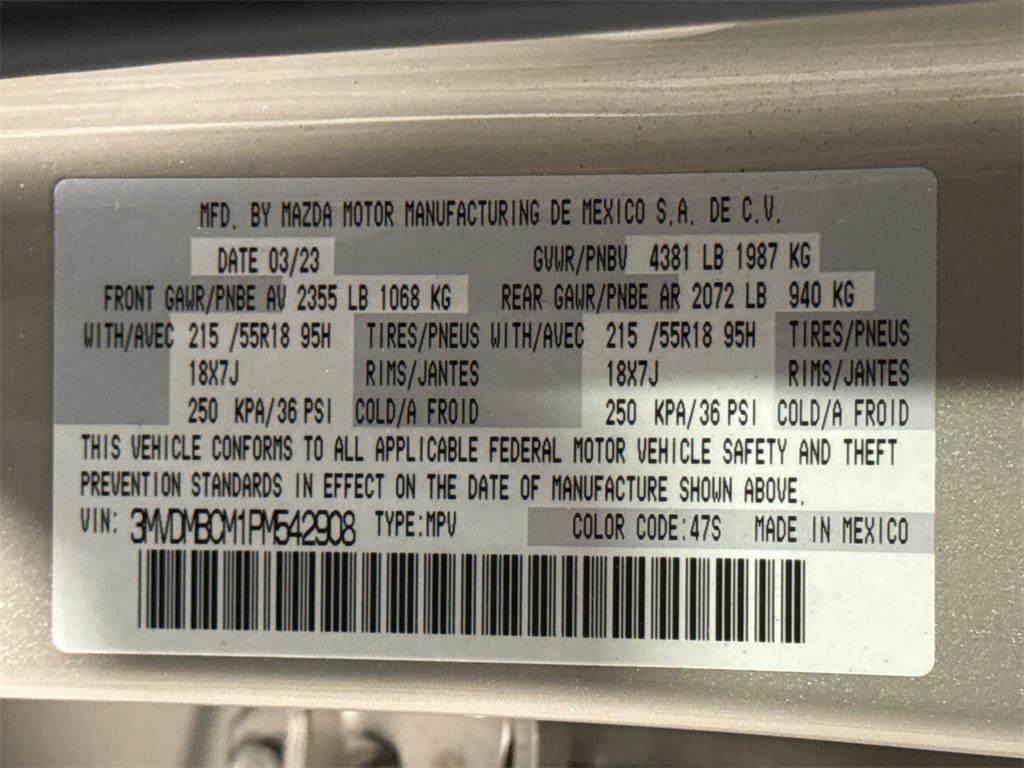 MFD. BY MAZDA MOTOR MANUFACTURING DE MEXICO S.A. DE C.V.
DATE 03/23 GVWR/PNBV 4381 LB 1987 KG
FRONT GAWR/PNBE AV 2355 LB 1068 KG REAR GAWR/PNBE AR 2072 LB 940 KG
WITH/AVEC 215 /55R18 95H TIRES/PNEUS WITH/AVEC 215 /55R18 95H TIRES/PNEUS
18X7J RIMS/JANTES 18X7J RIMS/JANTES
250 KPA/36 PSI COLD/A FROID 250 KPA/36 PSI COLD/A FROID
THIS VEHICLE CONFORMS TO ALL APPLICABLE FEDERAL MOTOR VEHICLE SAFETY AND THEFT
PREVENTION STANDARDS IN EFFECT ON THE DATE OF MANUFACTURE SHOWN ABOVE.
VIN: 3MVDMBCM1PM542908 TYPE:MPV COLOR CODE:47S MADE IN MEXICO